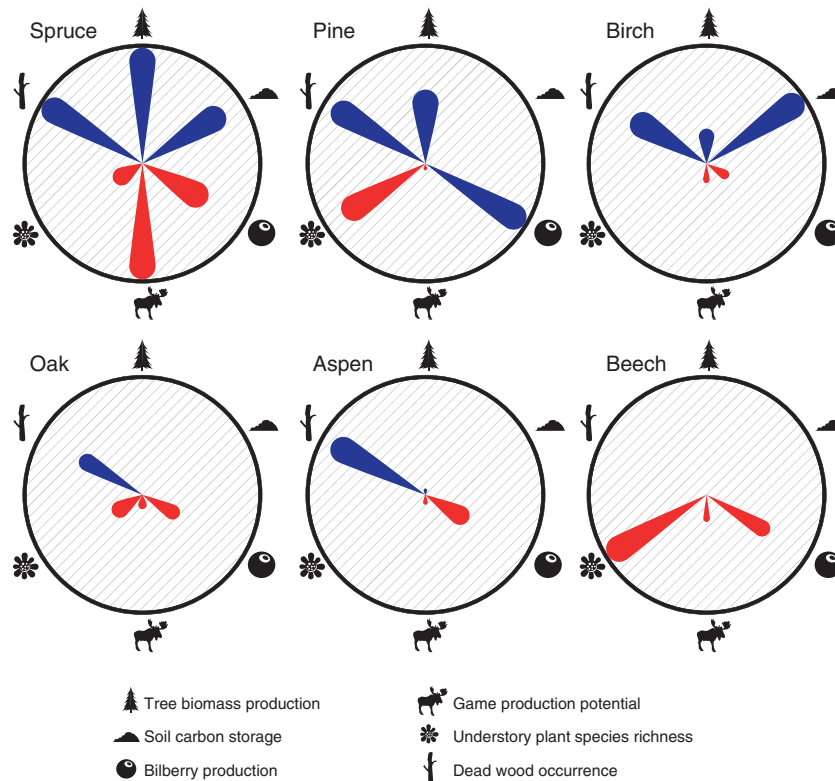 Spruce
Pine
Birch
Oak
Aspen
Beech
Tree biomass production
Game production potential
Soil carbon storage
Understory plant species richness
Bilberry production
Dead wood occurrence